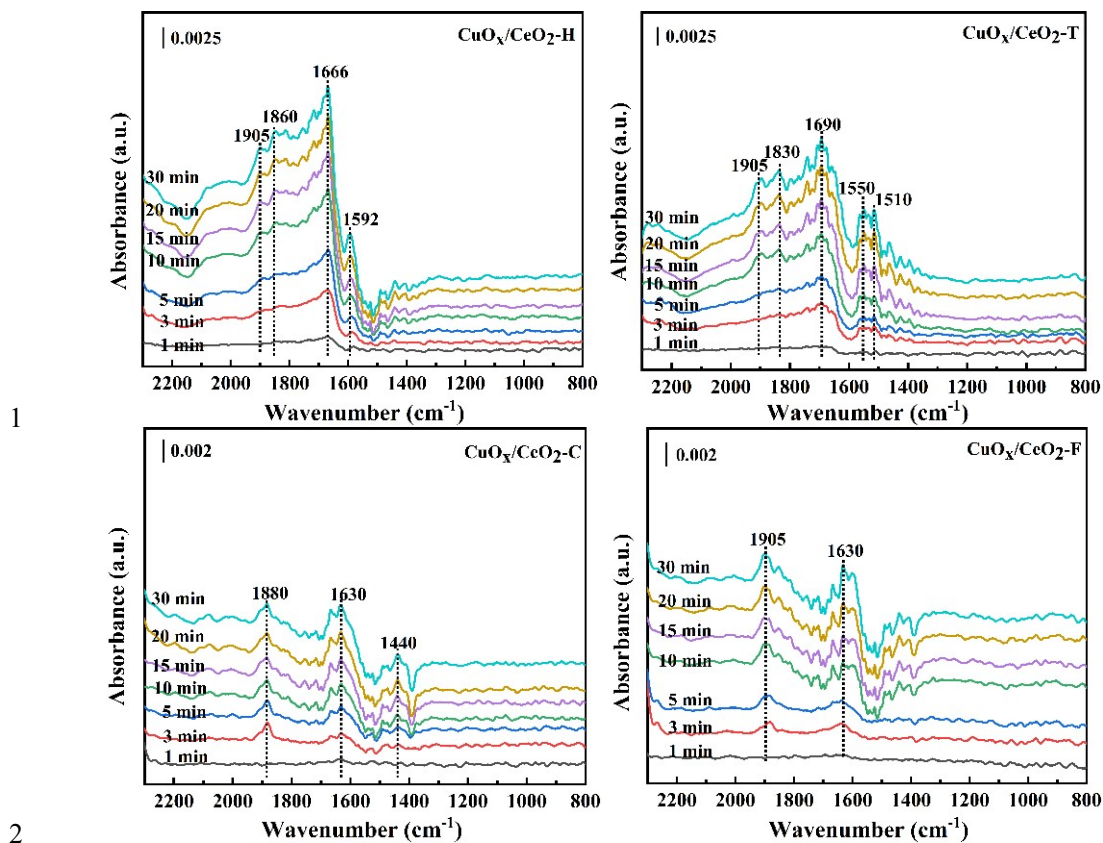 0.0025
CuOx/CeO2-H
1666
1860
1905
1592
30 min
20 min
15 min
10 min
5 min
3 min
1 min
Absorbance (a.u.)
2200 2000 1800 1600 1400 1200 1000 800
Wavenumber (cm-1)
0.0025
CuOx/CeO2-T
1690
1905 1830
1550
1510
30 min
20 min
15 min
10 min
5 min
3 min
1 min
Absorbance (a.u.)
2200 2000 1800 1600 1400 1200 1000 800
Wavenumber (cm-1)
1
0.002
CuOx/CeO2-C
1880 1630
1440
30 min
20 min
15 min
10 min
5 min
3 min
1 min
Absorbance (a.u.)
2200 2000 1800 1600 1400 1200 1000 800
Wavenumber (cm-1)
0.002
CuOx/CeO2-F
1905 1630
30 min
20 min
15 min
10 min
5 min
3 min
1 min
Absorbance (a.u.)
2200 2000 1800 1600 1400 1200 1000 800
Wavenumber (cm-1)
2